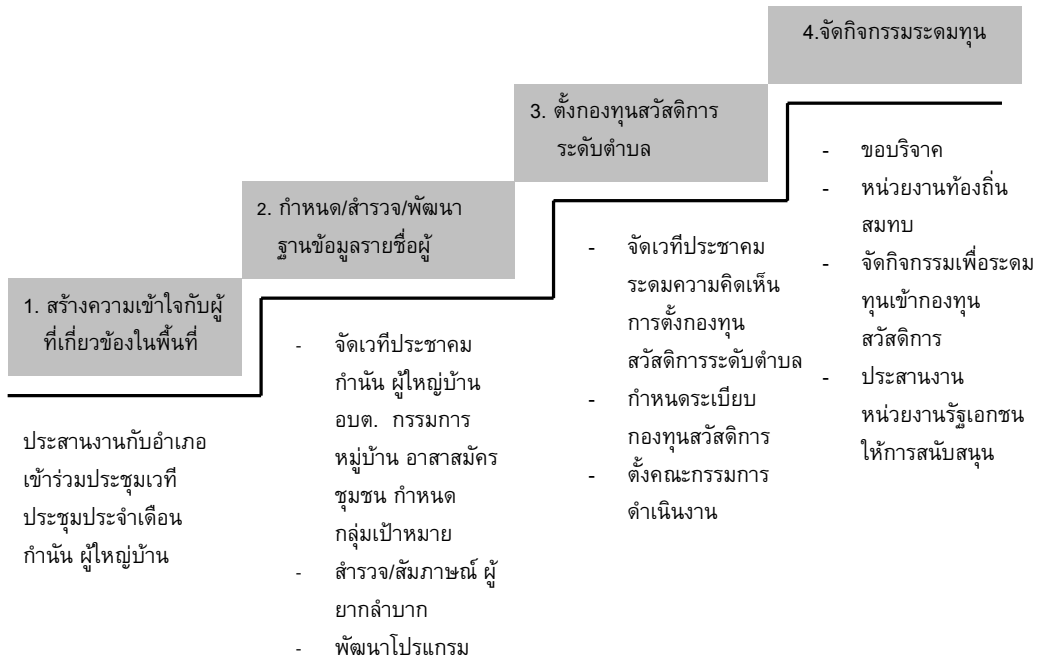 4.จัดกิจกรรมระดมทุน
3. ตั้งกองทุนสวัสดิการ
ระดับตำบล
2. กำหนด/สำรวจ/พัฒนา
ฐานข้อมูลรายชื่อผู้
1. สร้างความเข้าใจกับผู้
ที่เกี่ยวข้องในพื้นที่
ประสานงานกับอำเภอ
เข้าร่วมประชุมเวที
ประชุมประจำเดือน
กำนัน ผู้ใหญ่บ้าน
- จัดเวทีประชาคม
กำนัน ผู้ใหญ่บ้าน
อบต. กรรมการ
หมู่บ้าน อาสาสมัคร
ชุมชน กำหนด
กลุ่มเป้าหมาย
- สำรวจ/สัมภาษณ์ ผู้
ยากลำบาก
- พัฒนาโปรแกรม
- จัดเวทีประชาคม
ระดมความคิดเห็น
การตั้งกองทุน
สวัสดิการระดับตำบล
- กำหนดระเบียบ
กองทุนสวัสดิการ
- ตั้งคณะกรรมการ
ดำเนินงาน
- ขอบริจาค
- หน่วยงานท้องถิ่น
สมทบ
- จัดกิจกรรมเพื่อระดม
ทุนเข้ากองทุน
สวัสดิการ
- ประสานงาน
หน่วยงานรัฐเอกชน
ให้การสนับสนุน